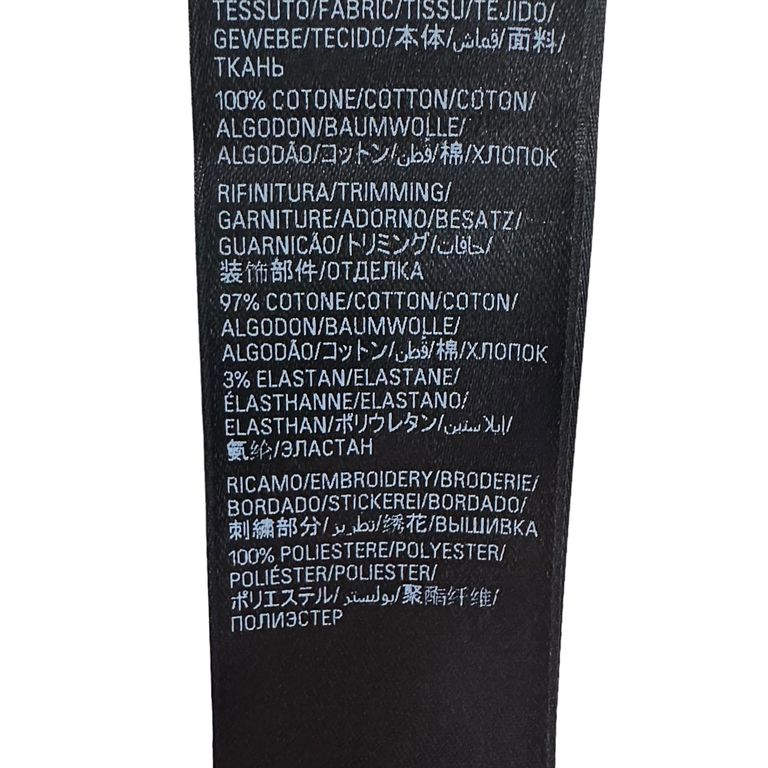 TESSUTO/FABRIC/TISSU/TEJIDO/
GEWEBE/TECIDO/本体/قماش/面料/
ТКАНЬ
100% COTONE/COTTON/COTON/
ALGODON/BAUMWOLLE/
ALGODÃO/コットン/قُطن/棉/ХЛОПОК
RIFINITURA/TRIMMING/
GARNITURE/ADORNO/BESATZ/
GUARNICÃO/トリミング/حافات/
装饰部件/ОТДЕЛКА
97% COTONE/COTTON/COTON/
ALGODON/BAUMWOLLE/
ALGODÃO/コットン/قُطن/棉/ХЛОПОК
3% ELASTAN/ELASTANE/
ÉLASTHANNE/ELASTANO/
ELASTHAN/ポリウレタン/إيلاستين/
氨纶/ЭЛАСТАН
RICAMO/EMBROIDERY/BRODERIE/
BORDADO/STICKEREI/BORDADO/
刺繍部分/تطريز/绣花/ВЫШИВКА
100% POLIESTERE/POLYESTER/
POLIÉSTER/POLIESTER/
ポリエステル/بوليستر/聚酯纤维/
ПОЛИЭСТЕР